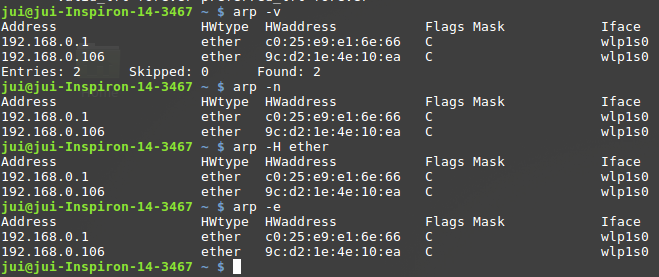 jui@jui-Inspiron-14-3467 ~ $ arp -v
Address HWtype HWaddress Flags Mask Iface
192.168.0.1 ether c0:25:e9:e1:6e:66 C wlp1s0
192.168.0.106 ether 9c:d2:1e:4e:10:ea C wlp1s0
Entries: 2 Skipped: 0 Found: 2
jui@jui-Inspiron-14-3467 ~ $ arp -n
Address HWtype HWaddress Flags Mask Iface
192.168.0.1 ether c0:25:e9:e1:6e:66 C wlp1s0
192.168.0.106 ether 9c:d2:1e:4e:10:ea C wlp1s0
jui@jui-Inspiron-14-3467 ~ $ arp -H ether
Address HWtype HWaddress Flags Mask Iface
192.168.0.1 ether c0:25:e9:e1:6e:66 C wlp1s0
192.168.0.106 ether 9c:d2:1e:4e:10:ea C wlp1s0
jui@jui-Inspiron-14-3467 ~ $ arp -e
Address HWtype HWaddress Flags Mask Iface
192.168.0.1 ether c0:25:e9:e1:6e:66 C wlp1s0
192.168.0.106 ether 9c:d2:1e:4e:10:ea C wlp1s0
jui@jui-Inspiron-14-3467 ~ $